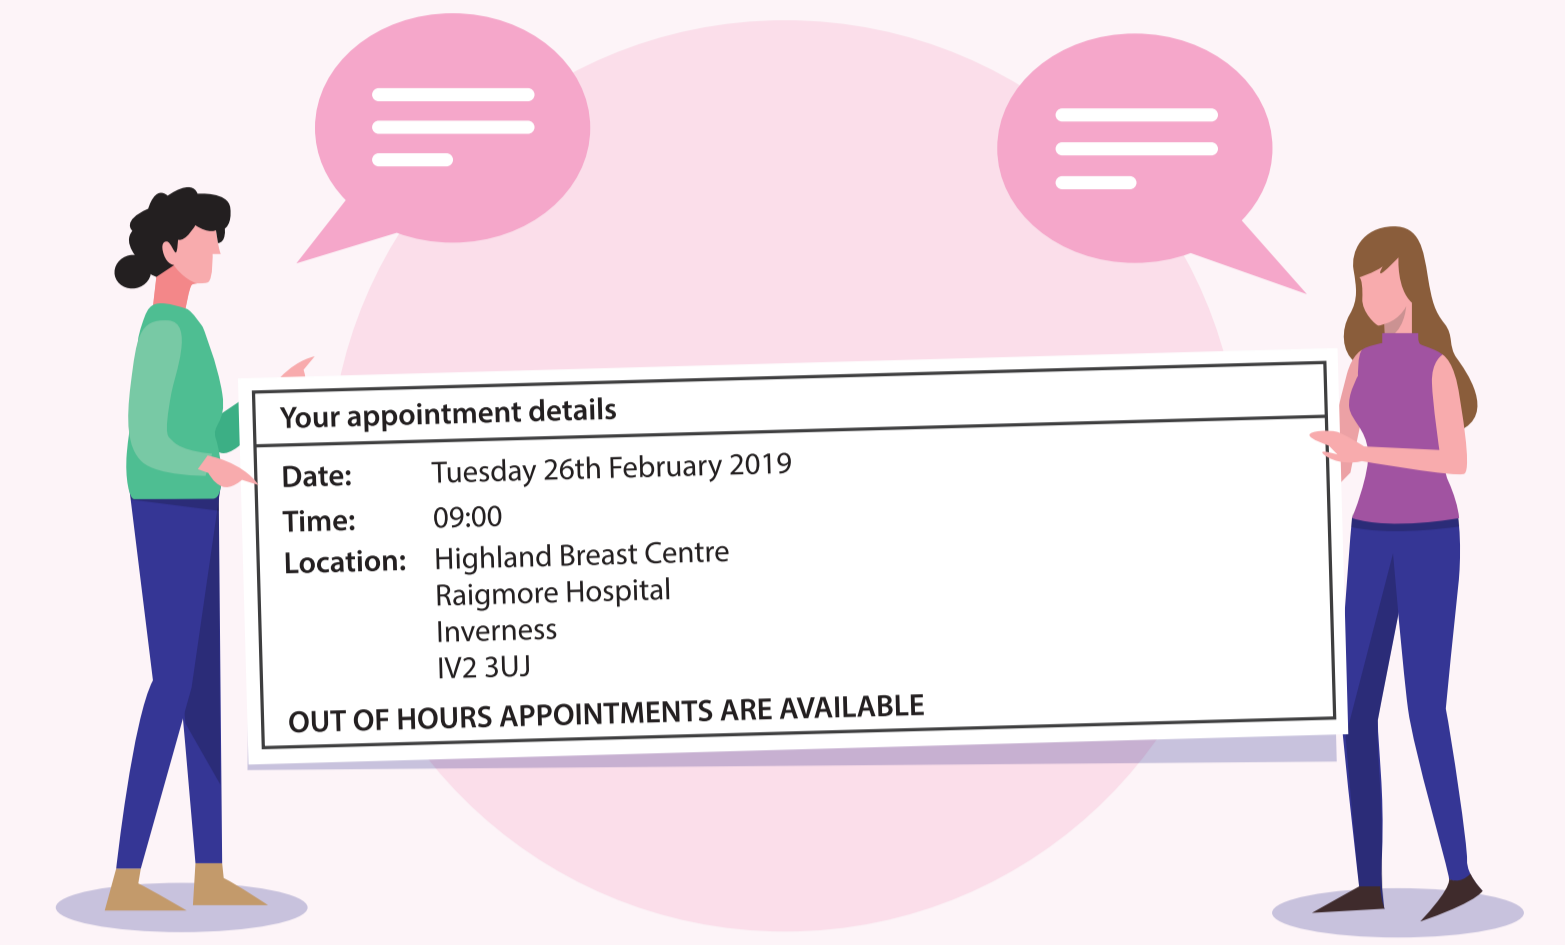 Your appointment details
Date: Tuesday 26th February 2019
Time: 09:00
Location: Highland Breast Centre
Raigmore Hospital
Inverness
IV2 3UJ
OUT OF HOURS APPOINTMENTS ARE AVAILABLE